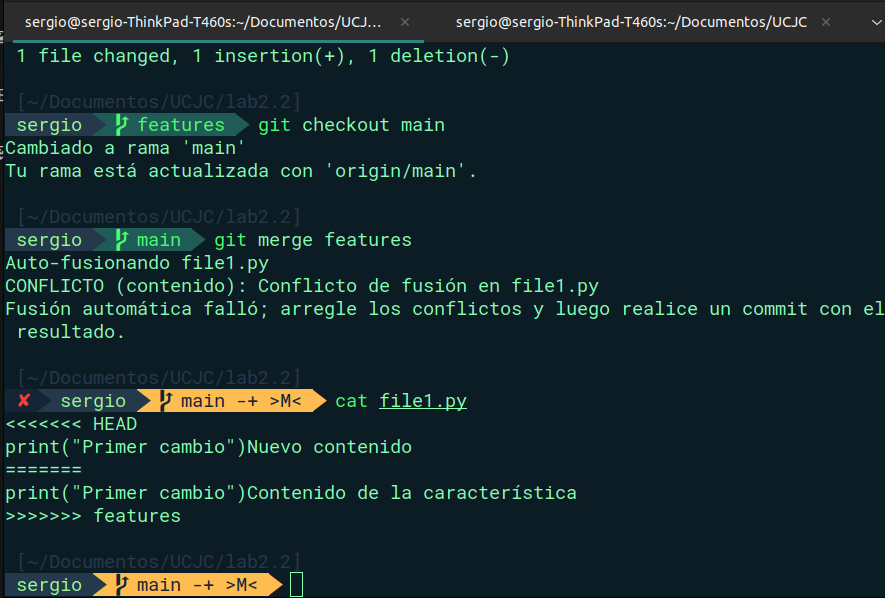 sergio@sergio-ThinkPad-T460s:~/Documentos/UCJ... × sergio@sergio-ThinkPad-T460s:~/Documentos/UCJC ×
1 file changed, 1 insertion(+), 1 deletion(-)
[~/Documentos/UCJC/lab2.2]
sergio features git checkout main
Cambiado a rama 'main'
Tu rama está actualizada con 'origin/main'.
[~/Documentos/UCJC/lab2.2]
sergio main git merge features
Auto-fusionando file1.py
CONFLICTO (contenido): Conflicto de fusión en file1.py
Fusión automática falló; arregle los conflictos y luego realice un commit con el
resultado.
[~/Documentos/UCJC/lab2.2]
✘ sergio main -+ >M< cat file1.py
<<<<<<< HEAD
print("Primer cambio")Nuevo contenido
=======
print("Primer cambio")Contenido de la característica
>>>>>>> features
[~/Documentos/UCJC/lab2.2]
sergio main -+ >M<